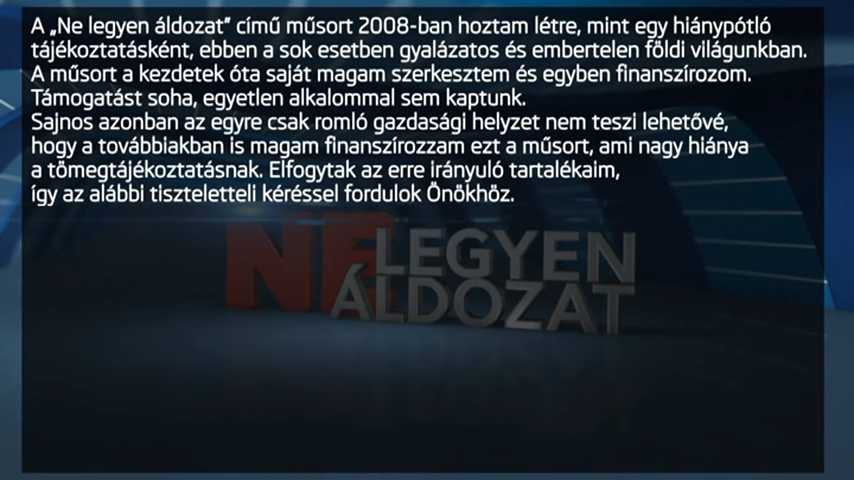 A „Ne legyen áldozat” című műsort 2008-ban hoztam létre, mint egy hiánypótló
tájékoztatásként, ebben a sok esetben gyalázatos és embertelen földi világunkban.
A műsort a kezdetek óta saját magam szerkesztem és egyben finanszírozom.
Támogatást soha, egyetlen alkalommal sem kaptunk.
Sajnos azonban az egyre csak romló gazdasági helyzet nem teszi lehetővé,
hogy a továbbiakban is magam finanszírozzam ezt a műsort, ami nagy hiánya
a tömegtájékoztatásnak. Elfogytak az erre irányuló tartalékaim,
így az alábbi tiszteletteli kéréssel fordulok Önökhöz.
NE LEGYEN
ÁLDOZAT